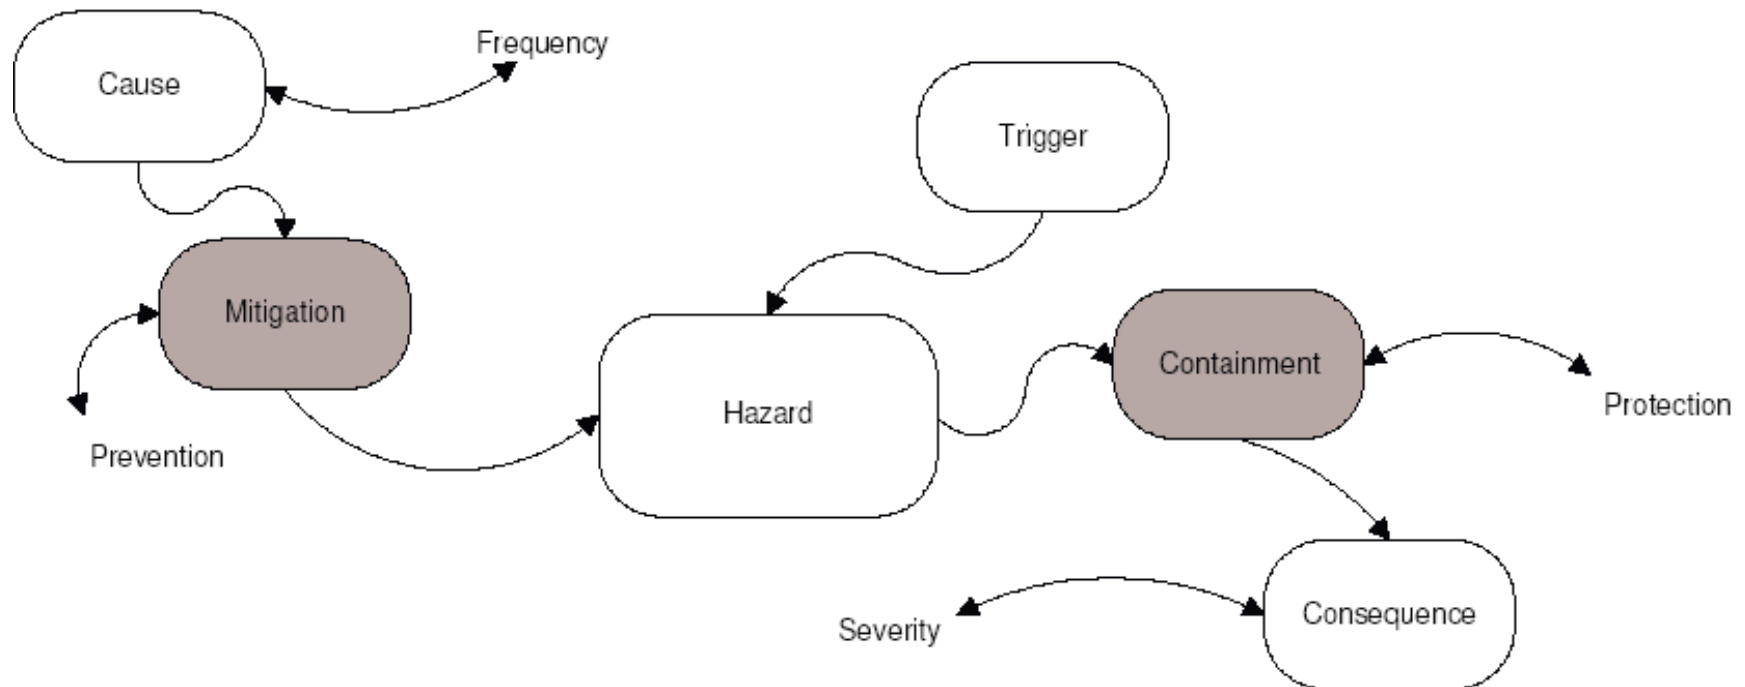 Frequency
Cause
Trigger
Mitigation
Containment
Protection
Hazard
Prevention
Consequence
Severity